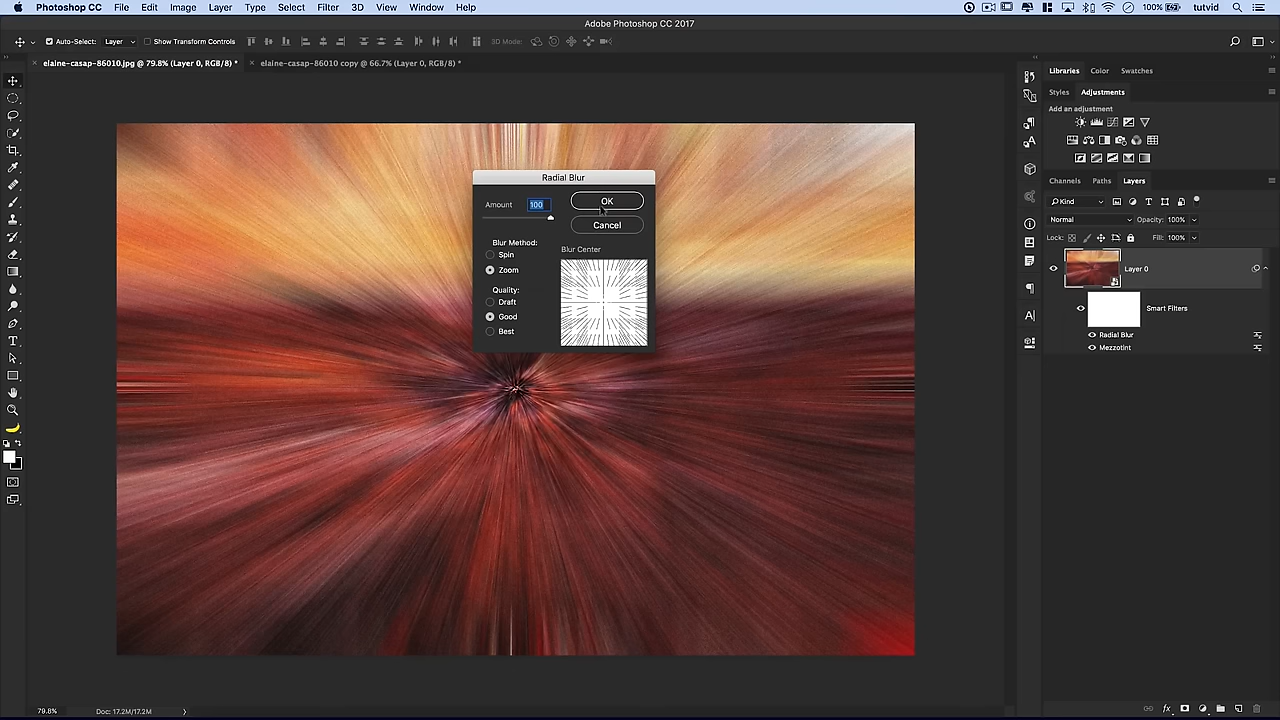 Photoshop CC File Edit Image Layer Type Select Filter 3D View Window Help 100% tutvid
Adobe Photoshop CC 2017
Auto-Select: Layer Show Transform Controls 3D Mode:
elaine-casap-86010.jpg @ 79.8% (Layer 0, RGB/8) * elaine-casap-86010 copy @ 66.7% (Layer 0, RGB/8) *
Libraries Color Swatches
Styles Adjustments
Add an adjustment
Channels Paths Layers
Kind
Normal Opacity: 100%
Lock: Fill: 100%
Layer 0
Smart Filters
Radial Blur
Mezzotint
Radial Blur
Amount 100 OK
Cancel
Blur Method: Blur Center
Spin
Zoom
Quality:
Draft
Good
Best
79.8% Doc: 17.2M/17.2M